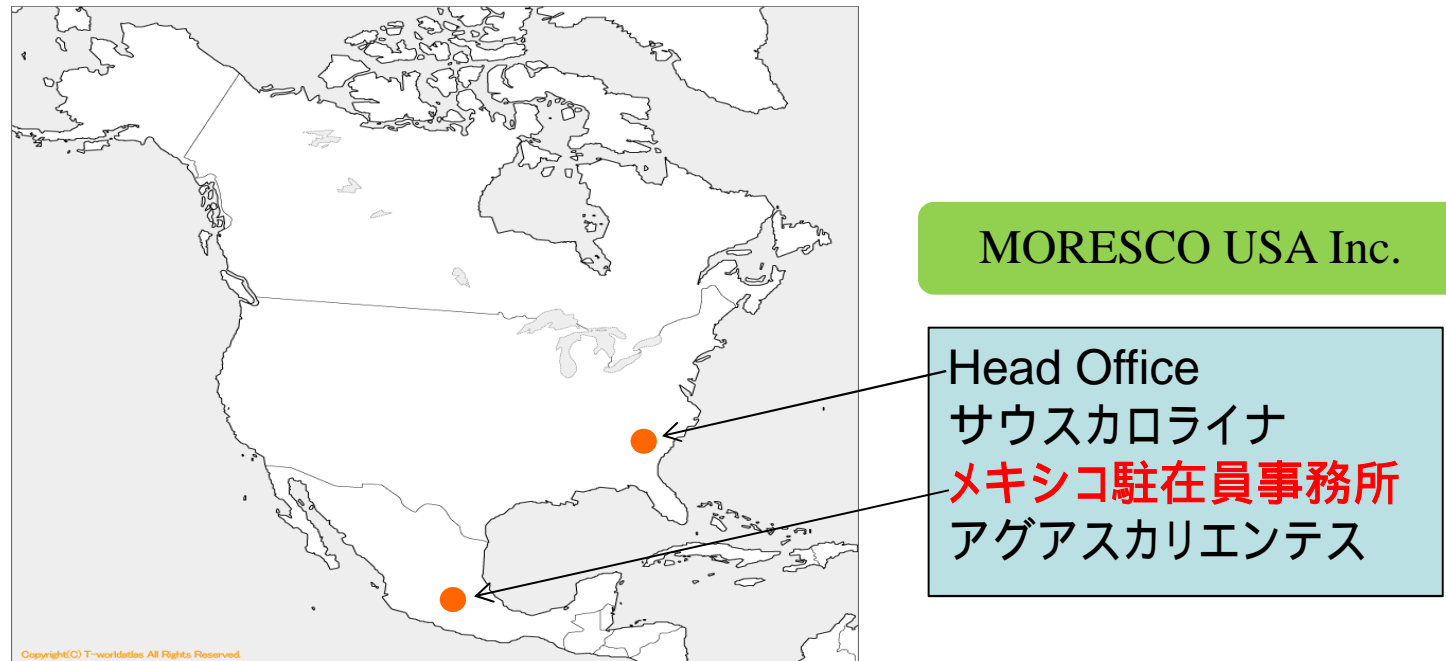 MORESCO USA Inc.
Head Office
サウスカロライナ
メキシコ駐在員事務所
アグアスカリエンテス
Copyright(C) T-worldatlas All Rights Reserved.